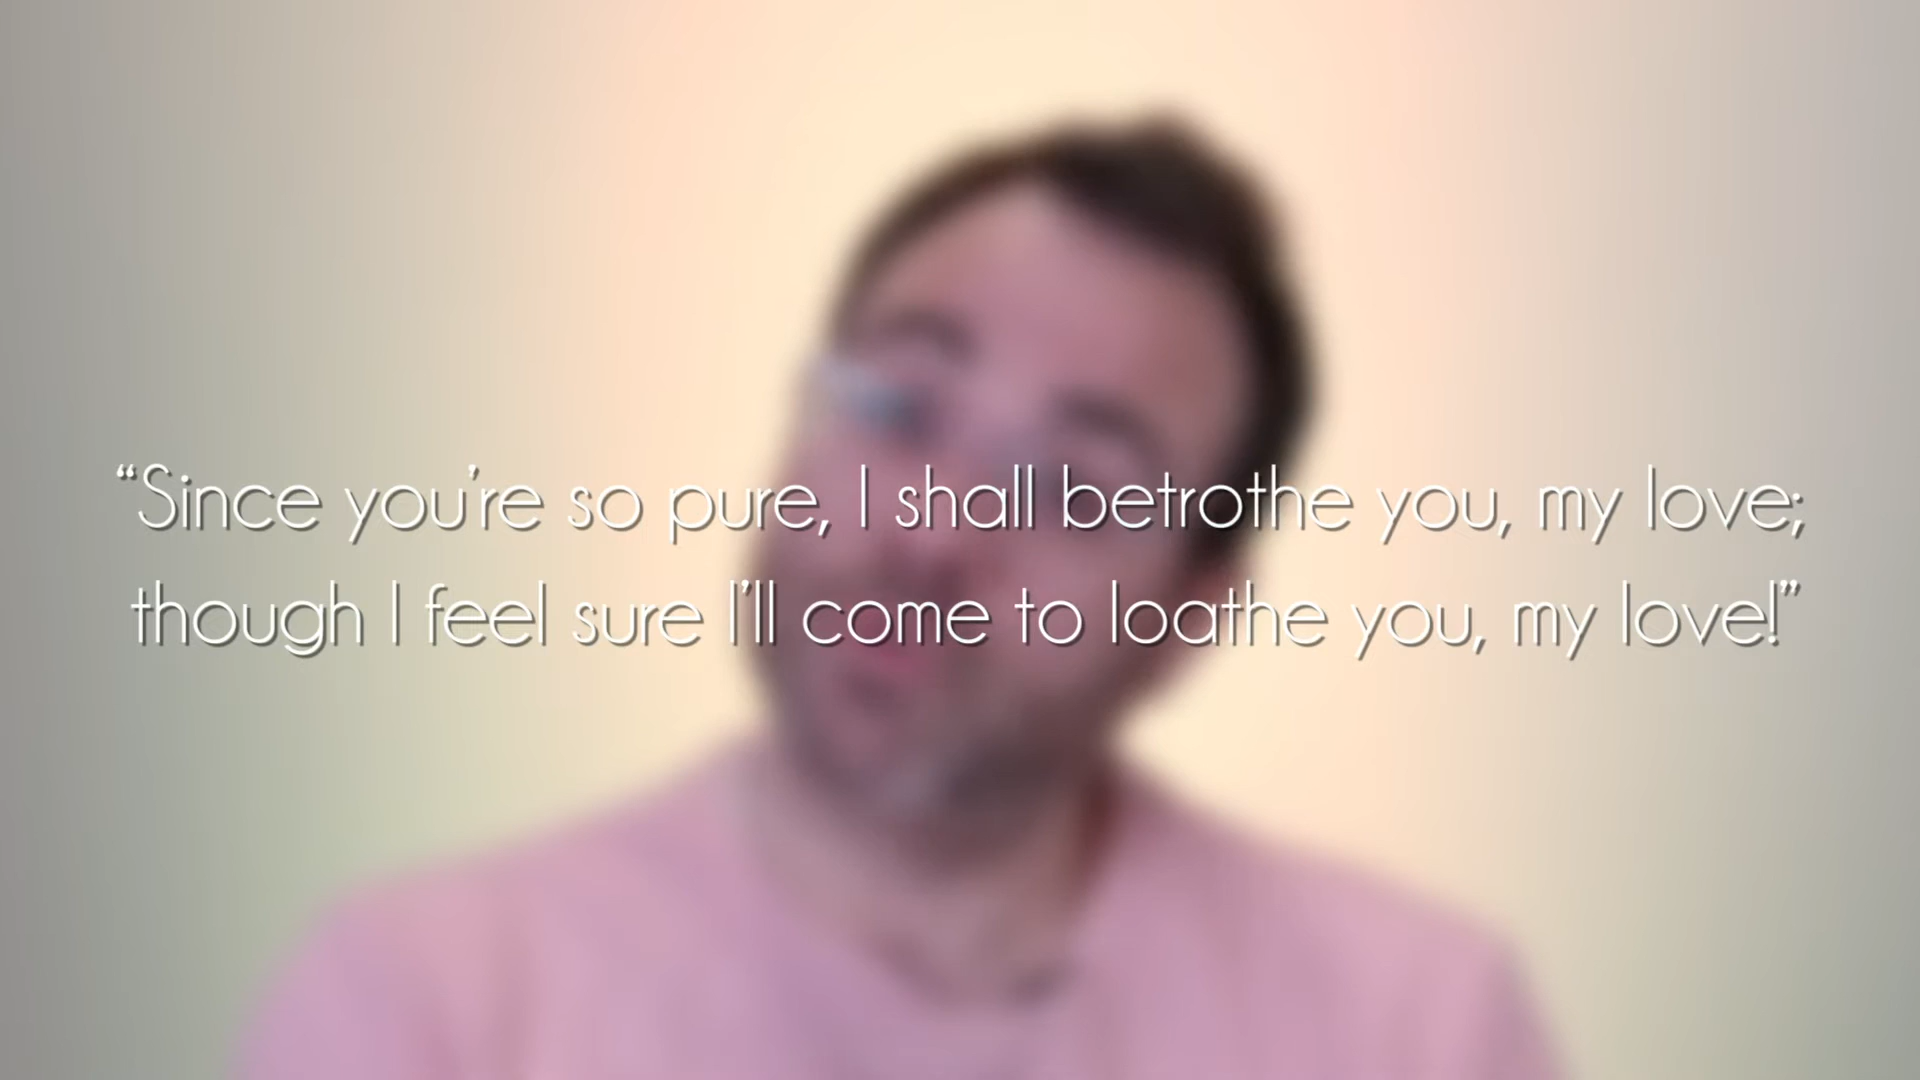 “Since you’re so pure, I shall betrothe you, my love;
though I feel sure I’ll come to loathe you, my love!”